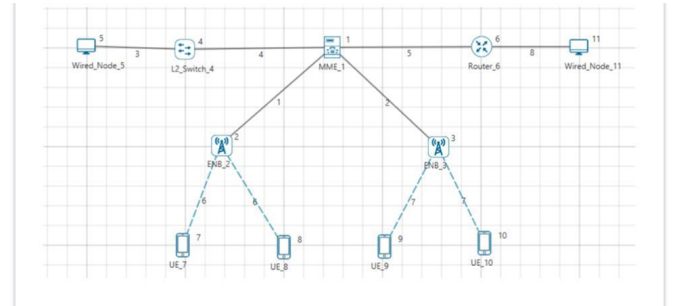 5
4
1
6
11
3
4
5
8
Wired_Node_5
L2_Switch_4
MME_1
Router_6
Wired_Node_11
1
2
2
3
ENB_2
ENB_3
6
6
7
7
7
8
9
10
UE_7
UE_8
UE_9
UE_10